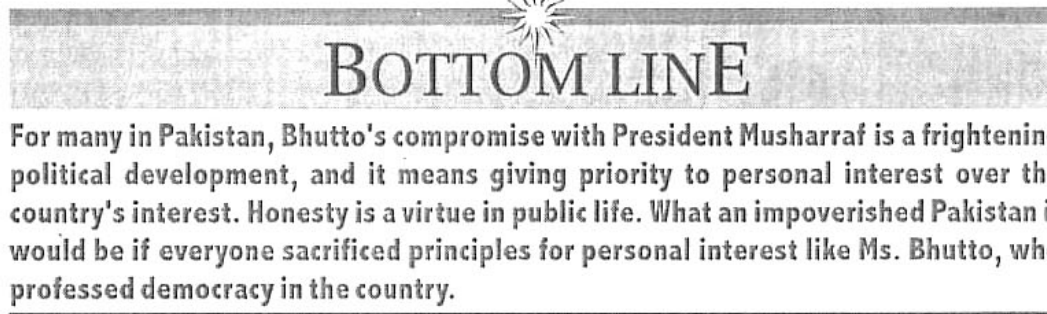 BOTTOM LINE
For many in Pakistan, Bhutto's compromise with President Musharraf is a frightenin
political development, and it means giving priority to personal interest over th
country's interest. Honesty is a virtue in public life. What an impoverished Pakistan i
would be if everyone sacrificed principles for personal interest like Ms. Bhutto, wh
professed democracy in the country.